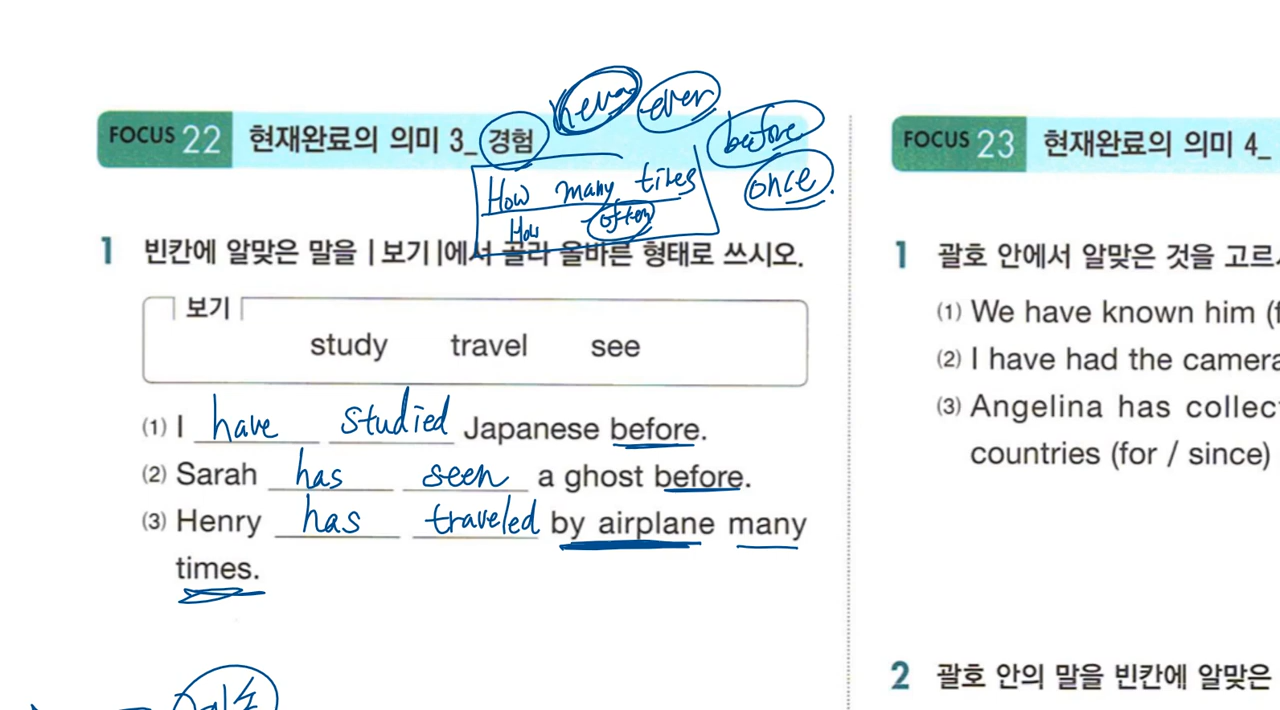 never ever
before
once.
FOCUS 22 현재완료의 의미 3_ 경험
How many times
How often
1 빈칸에 알맞은 말을 |보기|에서 골라 올바른 형태로 쓰시오.
보기
study travel see
(1) I have studied Japanese before.
(2) Sarah has seen a ghost before.
(3) Henry has traveled by airplane many
times.
FOCUS 23 현재완료의 의미 4_
1 괄호 안에서 알맞은 것을 고르
(1) We have known him (f
(2) I have had the camera
(3) Angelina has collect
countries (for / since)
2 괄호 안의 말을 빈칸에 알맞은